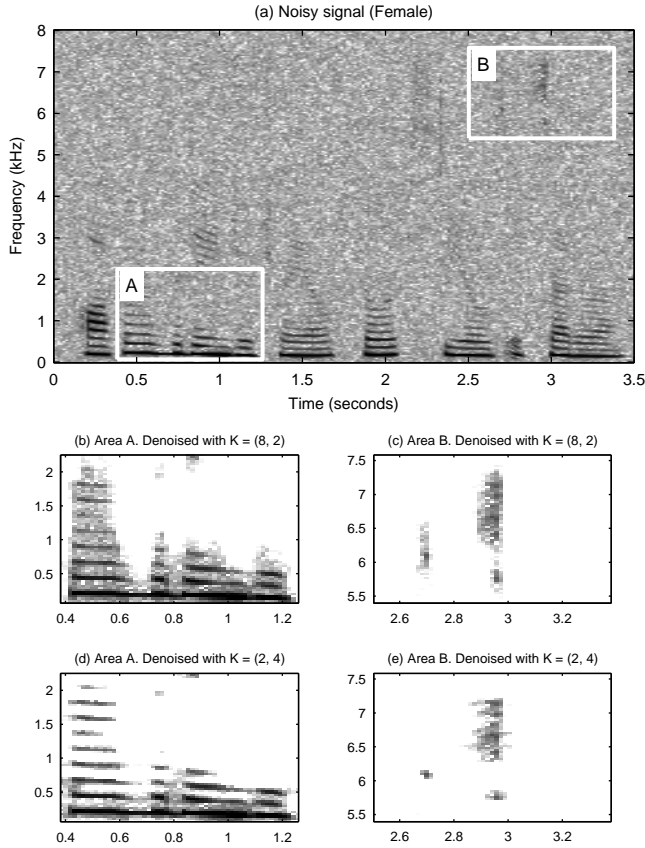 (a) Noisy signal (Female)
8
7
6
5
4
3
2
1
0
Frequency (kHz)
A
B
0 0.5 1 1.5 2 2.5 3 3.5
Time (seconds)
(b) Area A. Denoised with K = (8, 2)
2
1.5
1
0.5
0.4 0.6 0.8 1 1.2
(c) Area B. Denoised with K = (8, 2)
7.5
7
6.5
6
5.5
2.6 2.8 3 3.2
(d) Area A. Denoised with K = (2, 4)
2
1.5
1
0.5
0.4 0.6 0.8 1 1.2
(e) Area B. Denoised with K = (2, 4)
7.5
7
6.5
6
5.5
2.6 2.8 3 3.2